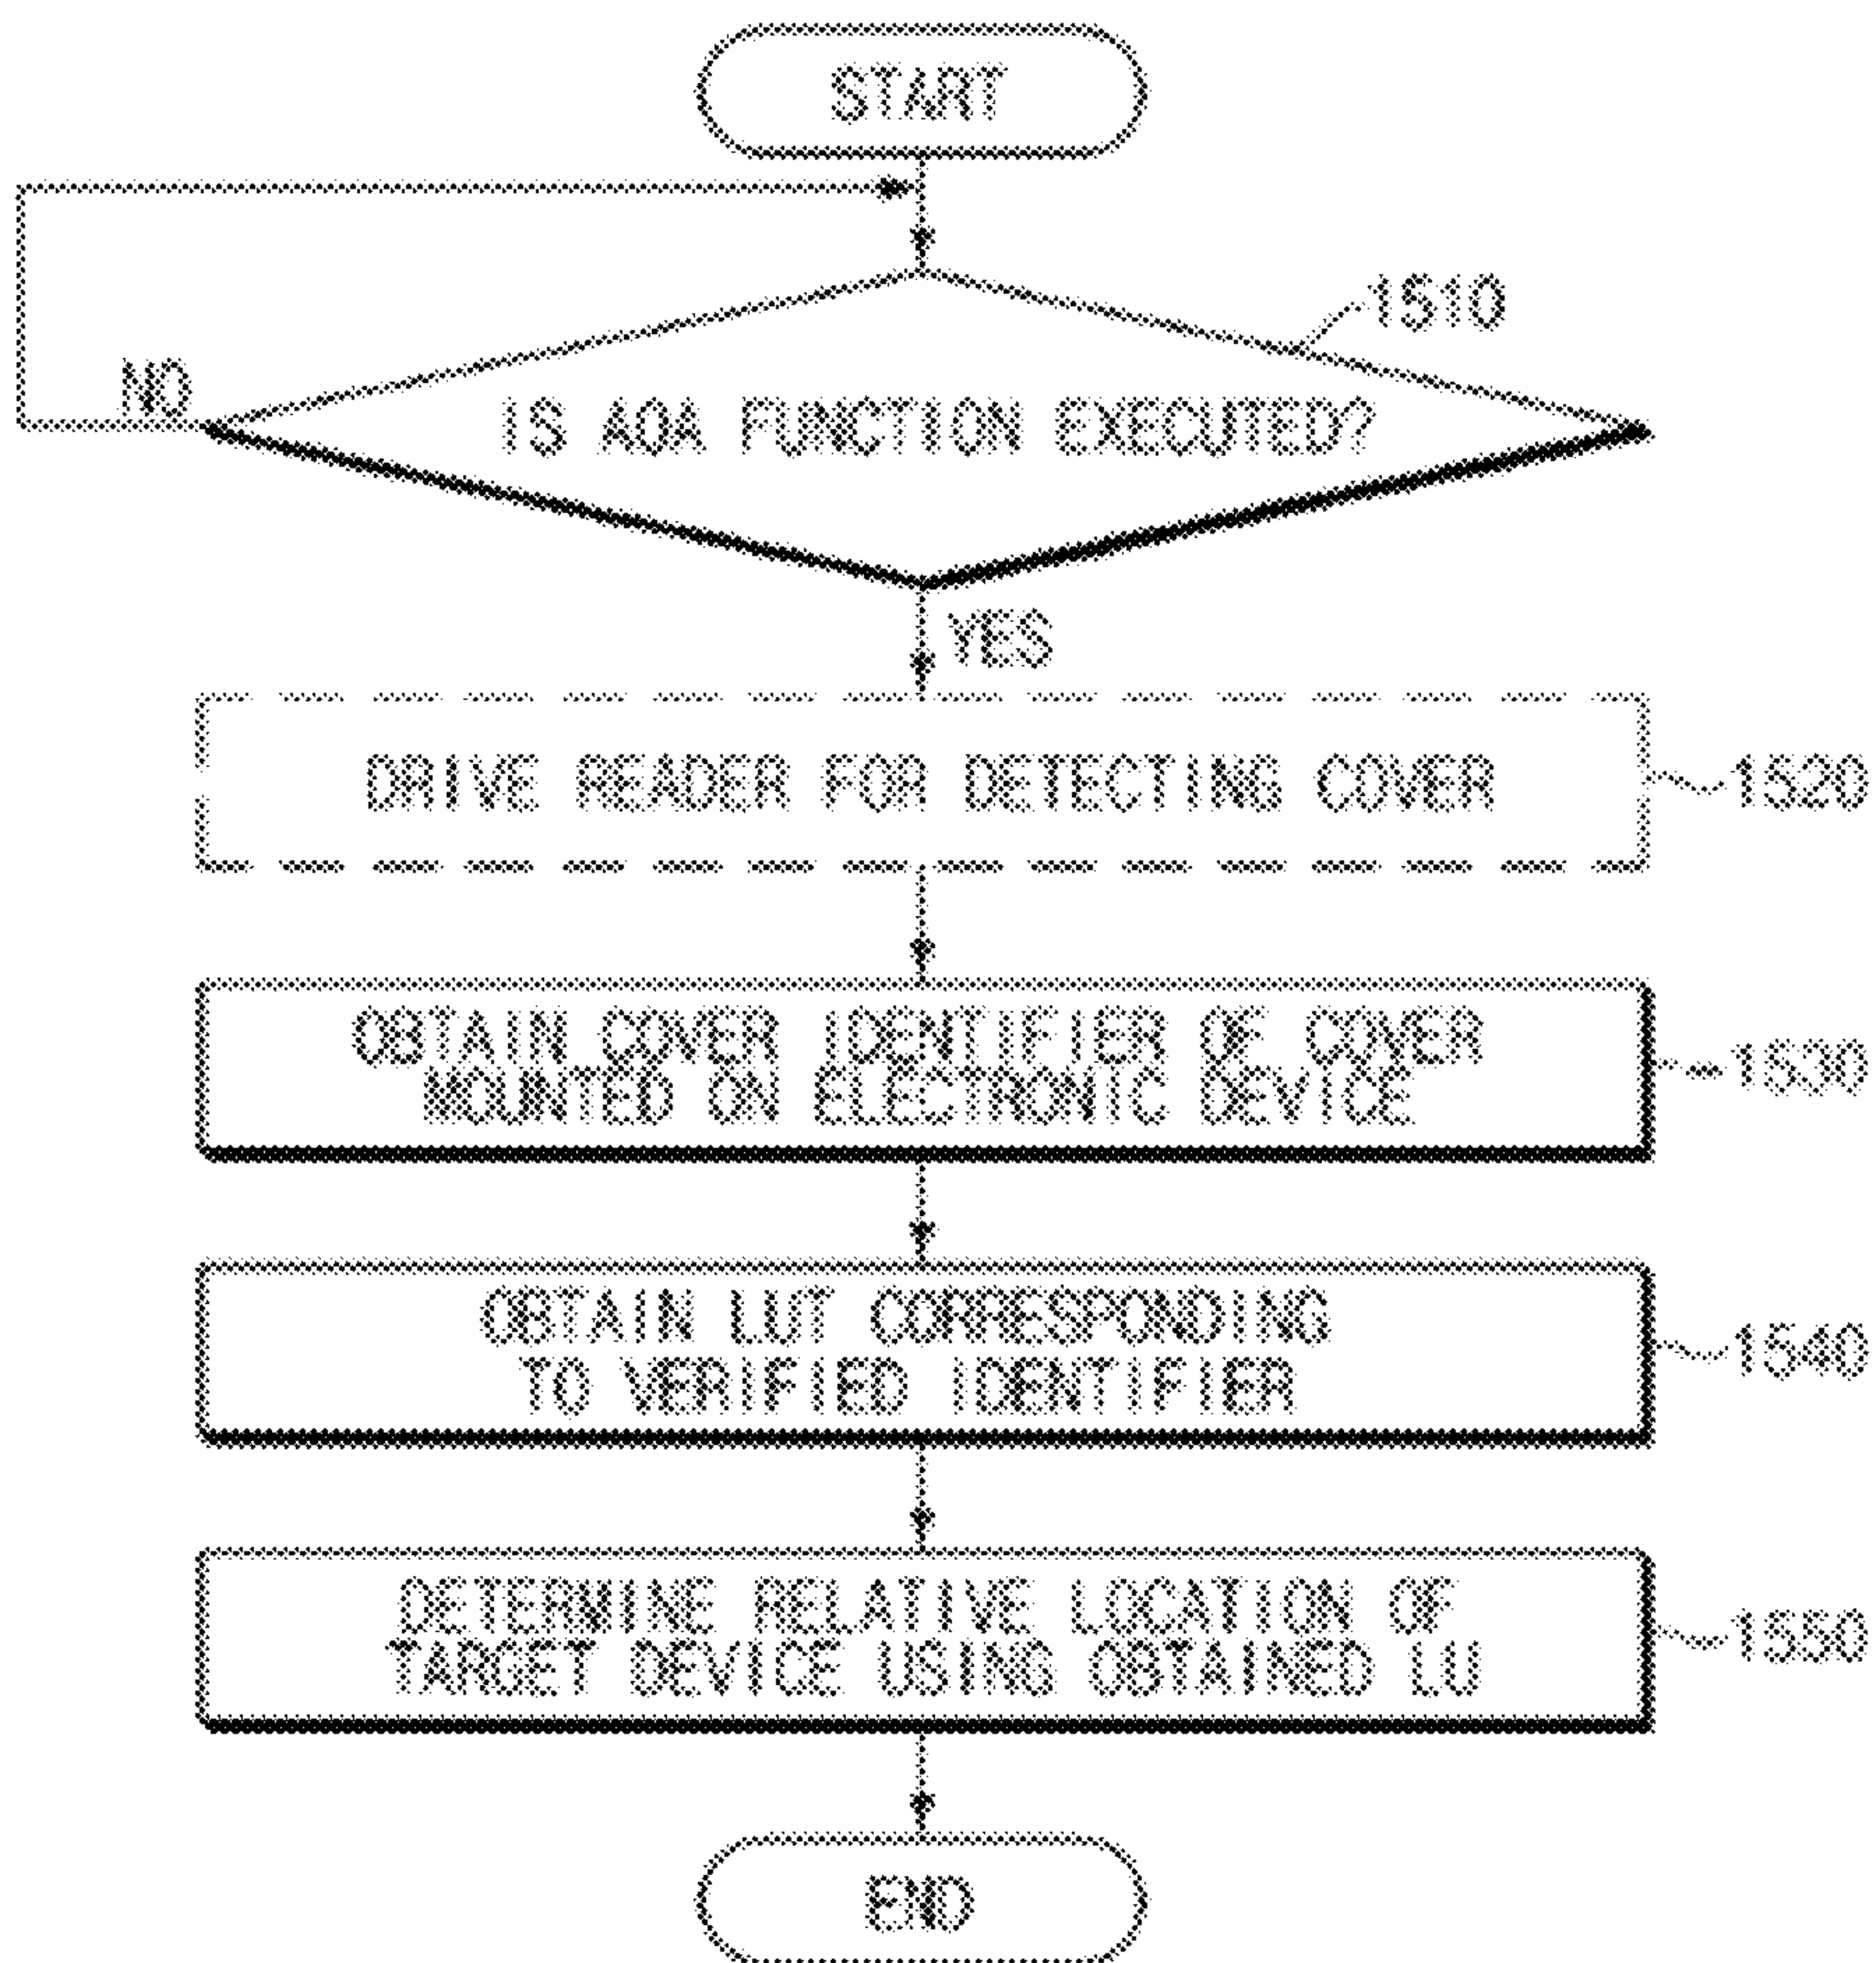 START
1510
NO
IS AOA FUNCTION EXECUTED?
YES
DRIVE READER FOR DETECTING COVER
1520
OBTAIN COVER IDENTIFIER OF COVER
MOUNTED ON ELECTRONIC DEVICE
1530
OBTAIN LUT CORRESPONDING
TO VERIFIED IDENTIFIER
1540
DETERMINE RELATIVE LOCATION OF
TARGET DEVICE USING OBTAINED LU
1550
END